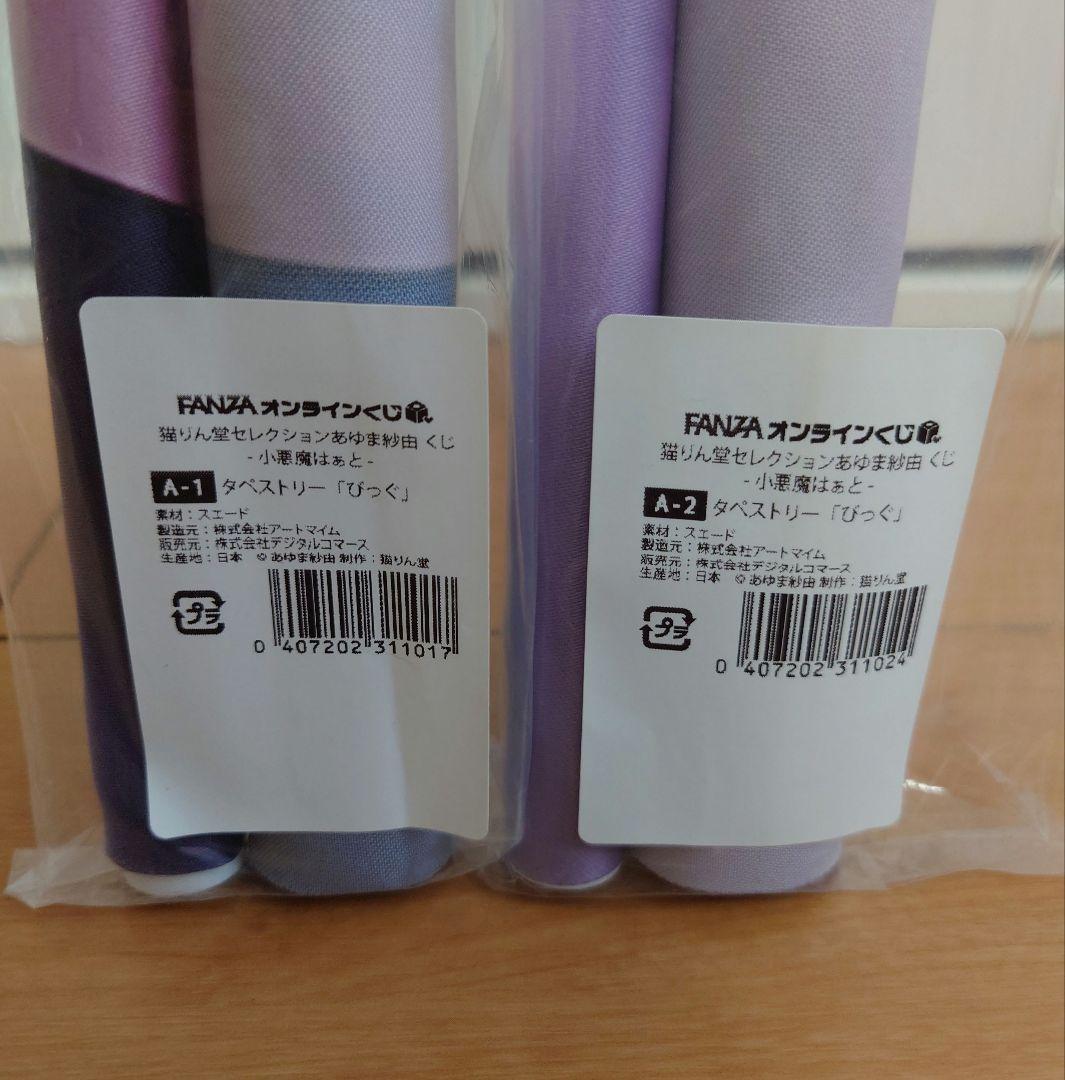 FANZA オンラインくじ
猫りん堂セレクションあゆま紗由 くじ
- 小悪魔はぁと -
A-1 タペストリー「びっぐ」
素材：スエード
製造元：株式会社アートマイム
販売元：株式会社デジタルコマース
生産地：日本 © あゆま紗由 制作：猫りん堂
プラ
0 407202 311017
FANZA オンラインくじ
猫りん堂セレクションあゆま紗由 くじ
- 小悪魔はぁと -
A-2 タペストリー「びっぐ」
素材：スエード
製造元：株式会社アートマイム
販売元：株式会社デジタルコマース
生産地：日本 © あゆま紗由 制作：猫りん堂
プラ
0 407202 311024